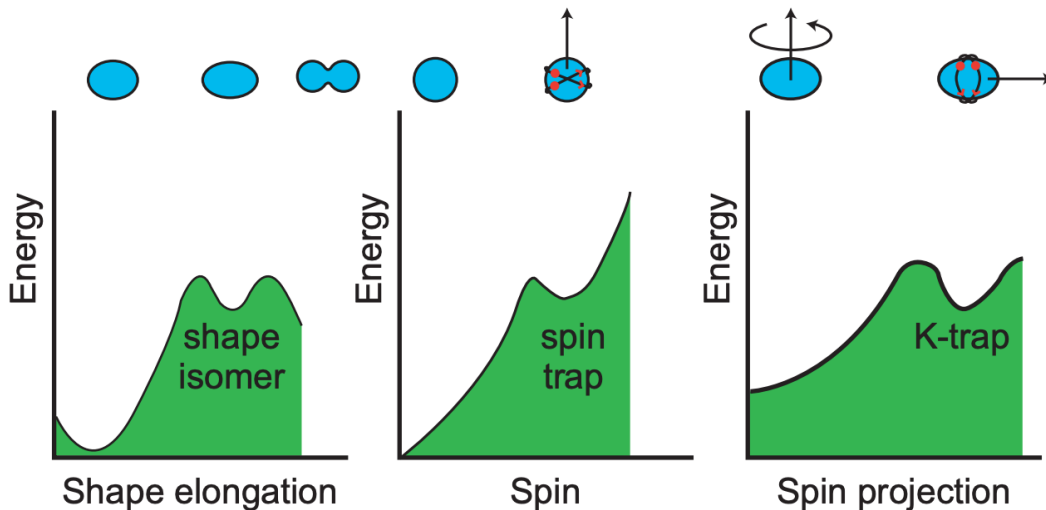 Energy
shape
isomer
Shape elongation
Energy
spin
trap
Spin
Energy
K-trap
Spin projection